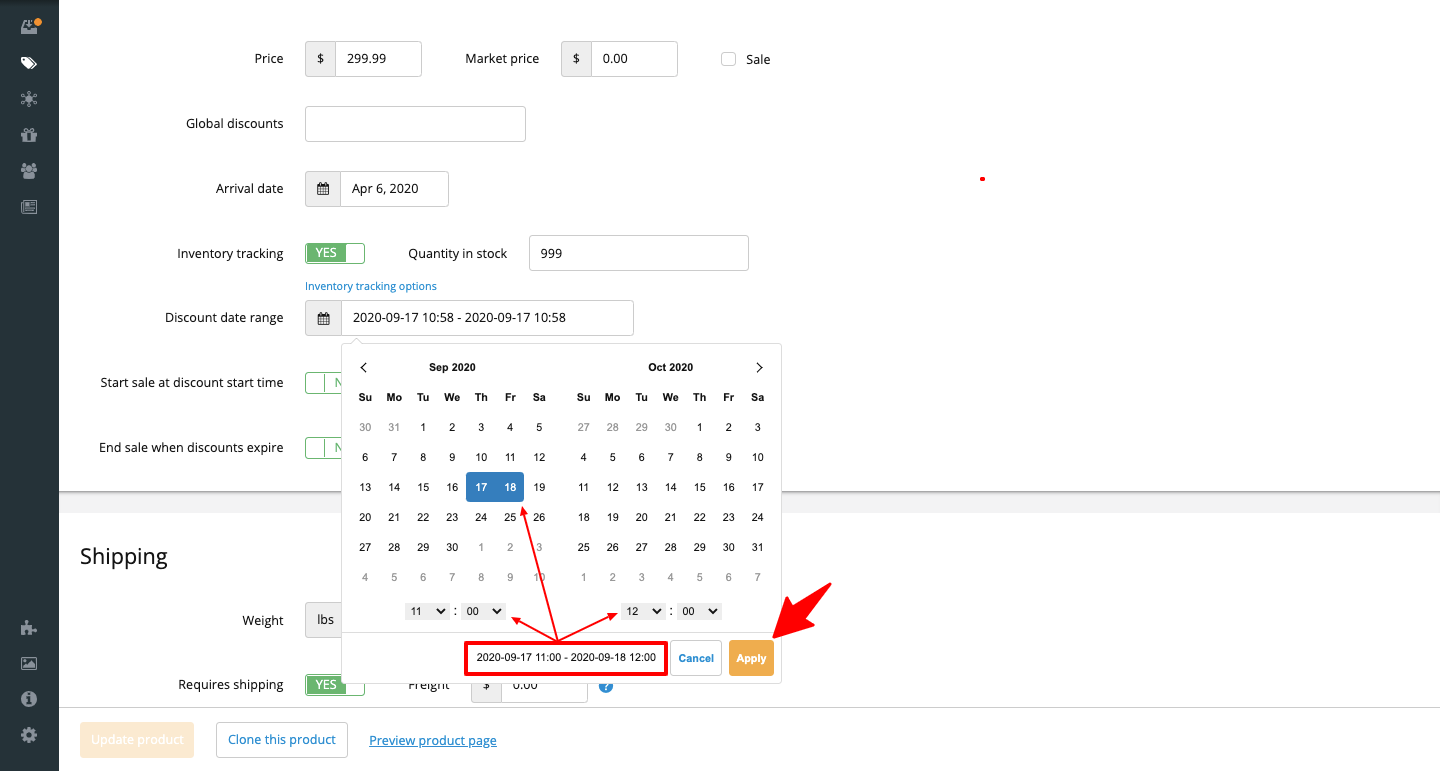 Price $ 299.99 Market price $ 0.00 Sale
Global discounts
Arrival date Apr 6, 2020
Inventory tracking YES Quantity in stock 999
Inventory tracking options
Discount date range 2020-09-17 10:58 - 2020-09-17 10:58
Sep 2020 Oct 2020
Su Mo Tu We Th Fr Sa Su Mo Tu We Th Fr Sa
Start sale at discount start time N
30 31 1 2 3 4 5 27 28 29 30 1 2 3
End sale when discounts expire N
6 7 8 9 10 11 12 4 5 6 7 8 9 10
13 14 15 16 17 18 19 11 12 13 14 15 16 17
20 21 22 23 24 25 26 18 19 20 21 22 23 24
27 28 29 30 1 2 3 25 26 27 28 29 30 31
4 5 6 7 8 9 10 1 2 3 4 5 6 7
Shipping
11 : 00 12 : 00
Weight lbs
2020-09-17 11:00 - 2020-09-18 12:00 Cancel Apply
Requires shipping YES Freight $ 0.00 ?
Update product Clone this product Preview product page